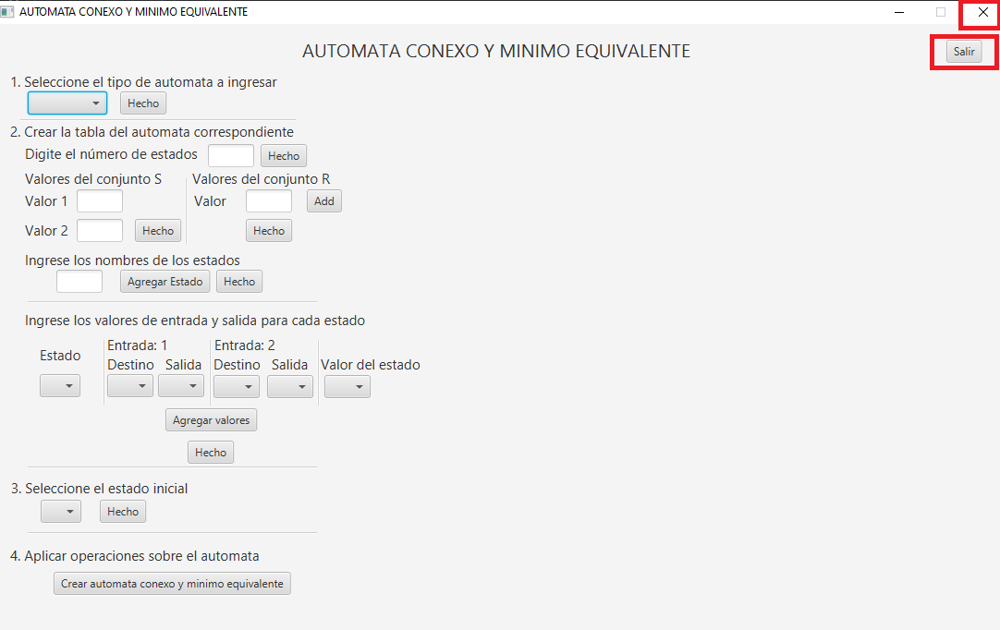 AUTOMATA CONEXO Y MINIMO EQUIVALENTE
AUTOMATA CONEXO Y MINIMO EQUIVALENTE
Salir
1. Seleccione el tipo de automata a ingresar
Hecho
2. Crear la tabla del automata correspondiente
Digite el número de estados Hecho
Valores del conjunto S Valores del conjunto R
Valor 1 Valor Add
Valor 2 Hecho Hecho
Ingrese los nombres de los estados
Agregar Estado Hecho
Ingrese los valores de entrada y salida para cada estado
Entrada: 1 Entrada: 2
Estado
Destino Salida Destino Salida Valor del estado
Agregar valores
Hecho
3. Seleccione el estado inicial
Hecho
4. Aplicar operaciones sobre el automata
Crear automata conexo y minimo equivalente